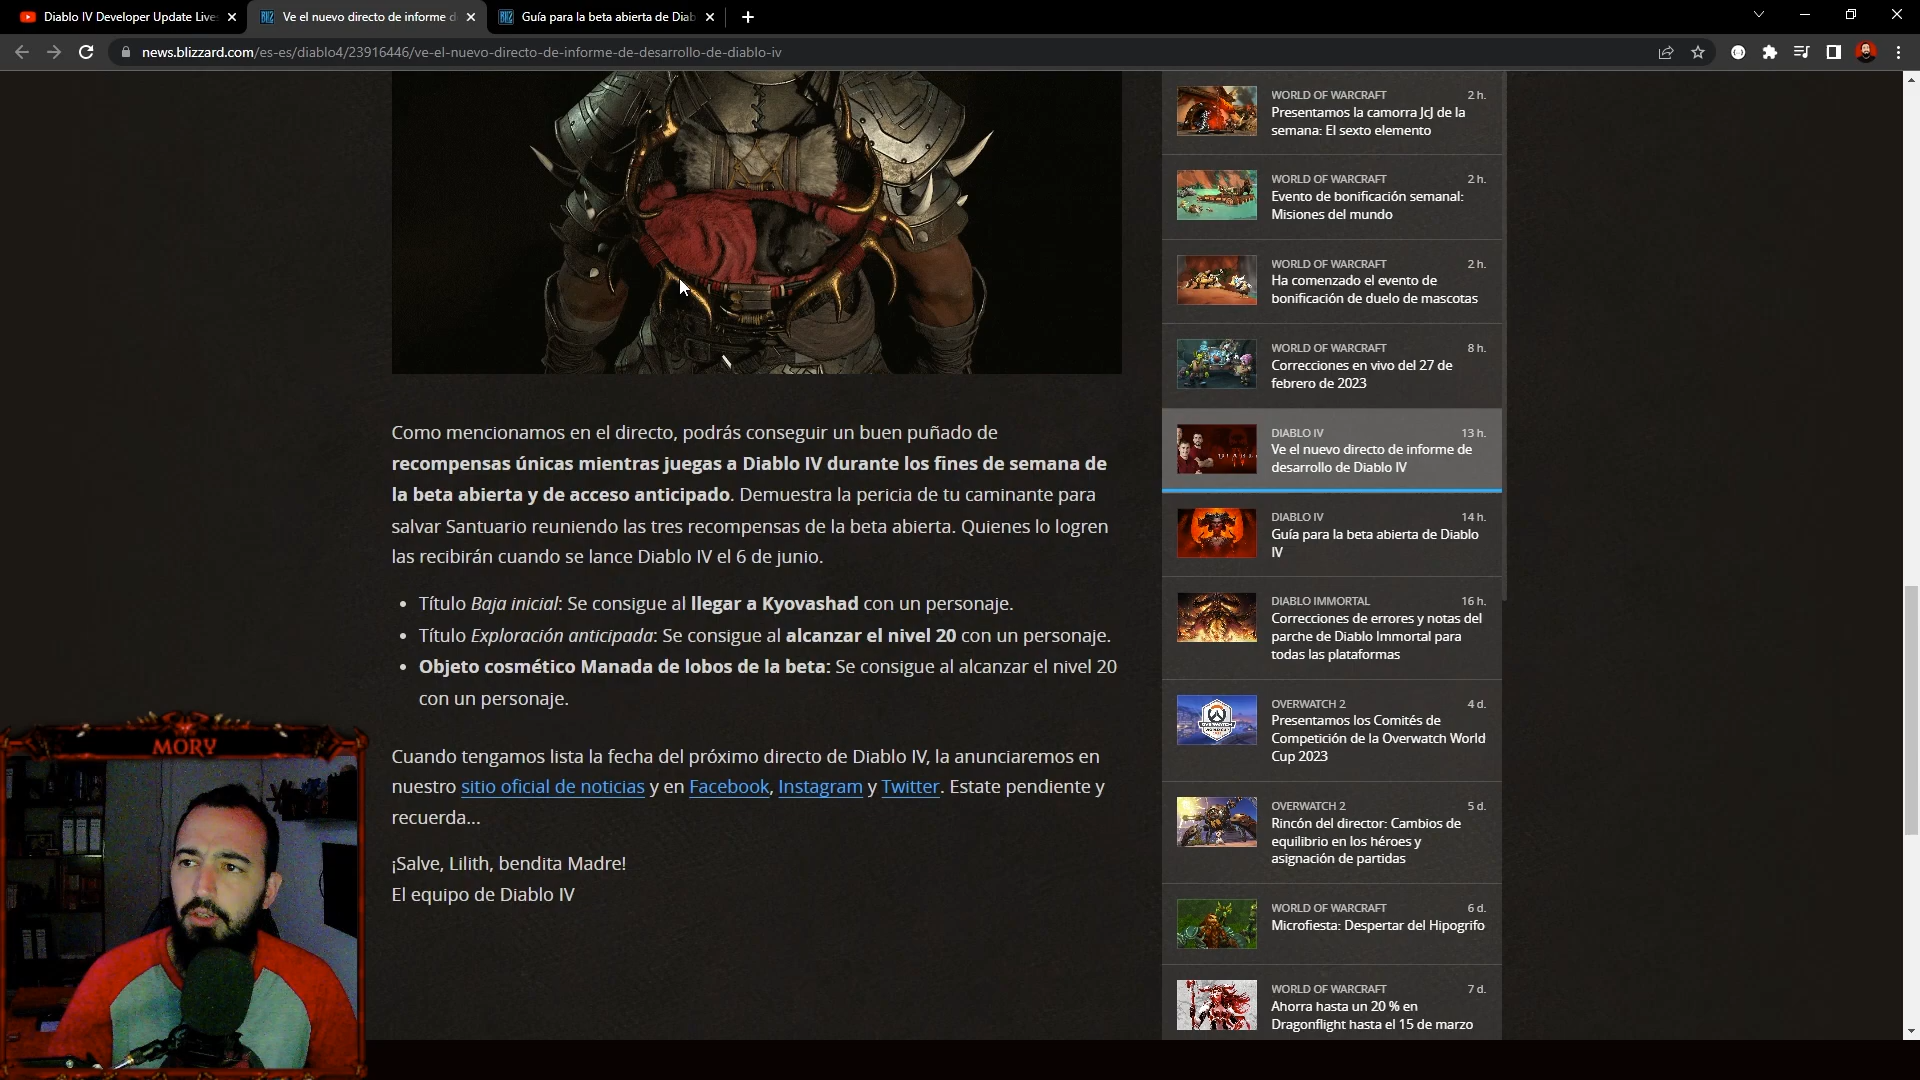 Diablo IV Developer Update Live
Ve el nuevo directo de informe d
Guía para la beta abierta de Diab
news.blizzard.com/es-es/diablo4/23916446/ve-el-nuevo-directo-de-informe-de-desarrollo-de-diablo-iv
Como mencionamos en el directo, podrás conseguir un buen puñado de
recompensas únicas mientras juegas a Diablo IV durante los fines de semana de
la beta abierta y de acceso anticipado. Demuestra la pericia de tu caminante para
salvar Santuario reuniendo las tres recompensas de la beta abierta. Quienes lo logren
las recibirán cuando se lance Diablo IV el 6 de junio.
• Título Baja inicial: Se consigue al llegar a Kyovashad con un personaje.
• Título Exploración anticipada: Se consigue al alcanzar el nivel 20 con un personaje.
• Objeto cosmético Manada de lobos de la beta: Se consigue al alcanzar el nivel 20
con un personaje.
Cuando tengamos lista la fecha del próximo directo de Diablo IV, la anunciaremos en
nuestro sitio oficial de noticias y en Facebook, Instagram y Twitter. Estate pendiente y
recuerda...
¡Salve, Lilith, bendita Madre!
El equipo de Diablo IV
WORLD OF WARCRAFT 2 h.
Presentamos la camorra JcJ de la
semana: El sexto elemento
WORLD OF WARCRAFT 2 h.
Evento de bonificación semanal:
Misiones del mundo
WORLD OF WARCRAFT 2 h.
Ha comenzado el evento de
bonificación de duelo de mascotas
WORLD OF WARCRAFT 8 h.
Correcciones en vivo del 27 de
febrero de 2023
DIABLO IV 13 h.
Ve el nuevo directo de informe de
desarrollo de Diablo IV
DIABLO IV 14 h.
Guía para la beta abierta de Diablo
IV
DIABLO IMMORTAL 16 h.
Correcciones de errores y notas del
parche de Diablo Immortal para
todas las plataformas
OVERWATCH 2 4 d.
Presentamos los Comités de
Competición de la Overwatch World
Cup 2023
OVERWATCH 2 5 d.
Rincón del director: Cambios de
equilibrio en los héroes y
asignación de partidas
WORLD OF WARCRAFT 6 d.
Microfiesta: Despertar del Hipogrifo
WORLD OF WARCRAFT 7 d.
Ahorra hasta un 20 % en
Dragonflight hasta el 15 de marzo
MORY